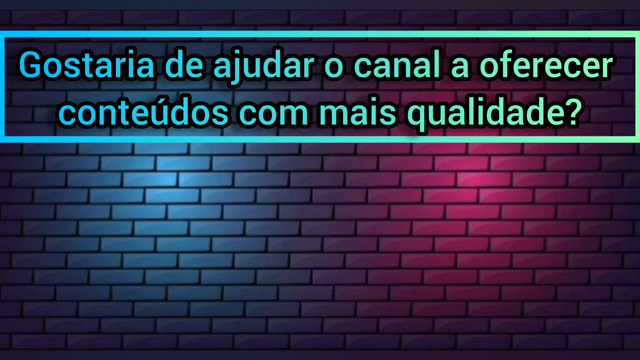 Gostaria de ajudar o canal a oferecer
conteúdos com mais qualidade?